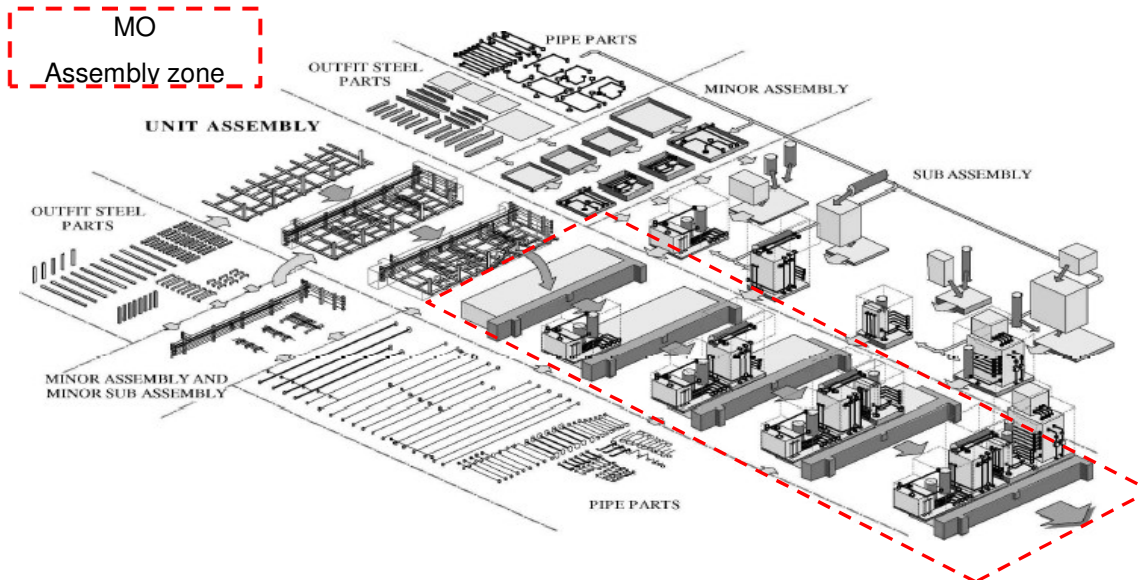 MO
Assembly zone
PIPE PARTS
OUTFIT STEEL
PARTS
MINOR ASSEMBLY
UNIT ASSEMBLY
SUB ASSEMBLY
OUTFIT STEEL
PARTS
MINOR ASSEMBLY AND
MINOR SUB ASSEMBLY
PIPE PARTS